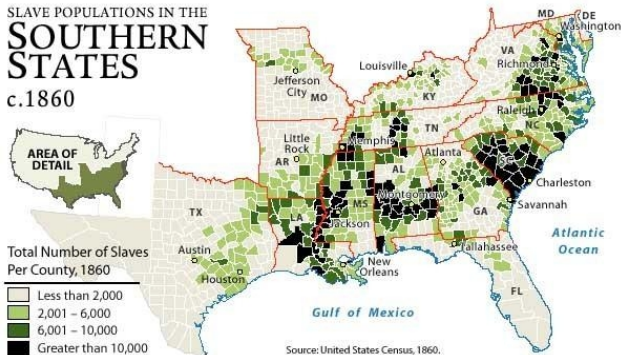 SLAVE POPULATIONS IN THE
SOUTHERN
STATES
c.1860
AREA OF
DETAIL
Total Number of Slaves
Per County, 1860
Less than 2,000
2,001 – 6,000
6,001 – 10,000
Greater than 10,000
MD
DE
Washington
VA
Richmond
Louisville
Jefferson
City
MO
KY
Raleigh
NC
TN
Memphis
Little
Rock
AR
Atlanta
SC
AL
Charleston
Montgomery
Savannah
MS
GA
Jackson
LA
TX
Austin
Houston
New
Orleans
Tallahassee
FL
Atlantic
Ocean
Gulf of Mexico
Source: United States Census, 1860.